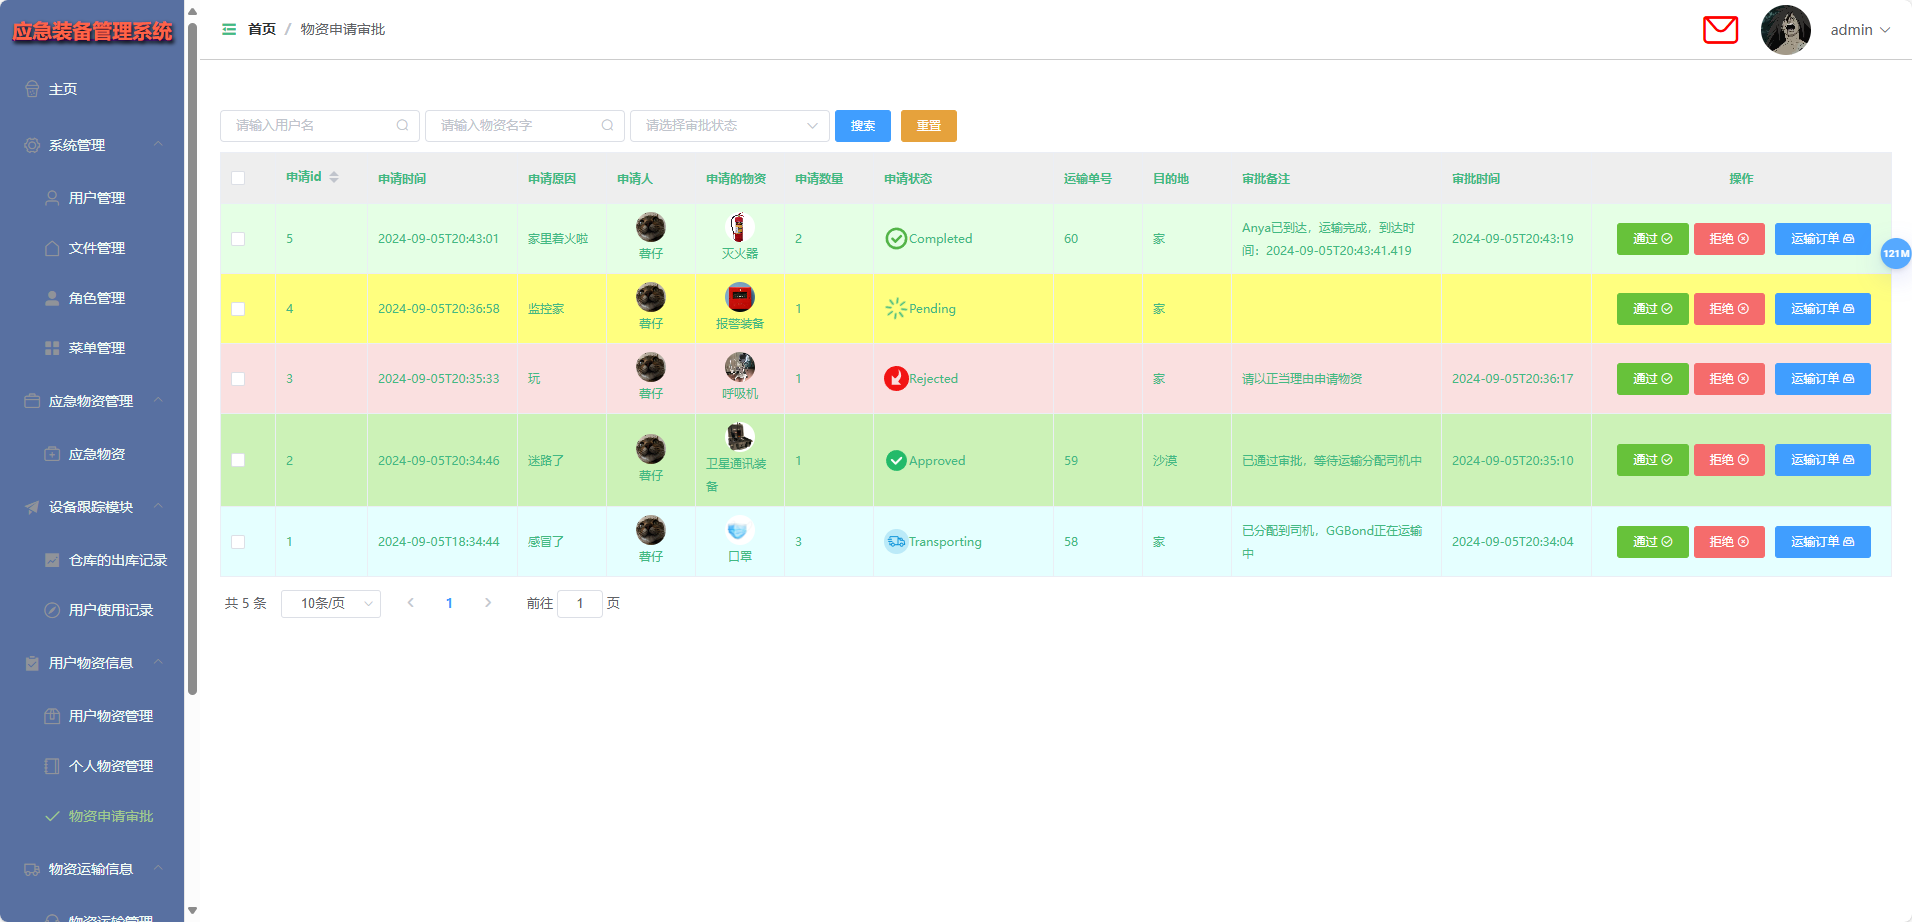 应急装备管理系统
主页
系统管理
用户管理
文件管理
角色管理
菜单管理
应急物资管理
应急物资
设备跟踪模块
仓库的出库记录
用户使用记录
用户物资信息
用户物资管理
个人物资管理
物资申请审批
物资运输信息
物资运输管理
首页 / 物资申请审批
admin
请输入用户名 请输入物资名字 请选择审批状态 搜索 重置
申请id 申请时间 申请原因 申请人 申请的物资 申请数量 申请状态 运输单号 目的地 审批备注 审批时间 操作
5 2024-09-05T20:43:01 家里着火啦 蓉仔 灭火器 2 Completed 60 家 Anya已到达，运输完成，到达时
间：2024-09-05T20:43:41.419 2024-09-05T20:43:19 通过 拒绝 运输订单
121M
4 2024-09-05T20:36:58 监控家 蓉仔 报警装备 1 Pending 家 通过 拒绝 运输订单
3 2024-09-05T20:35:33 玩 蓉仔 呼吸机 1 Rejected 家 请以正当理由申请物资 2024-09-05T20:36:17 通过 拒绝 运输订单
2 2024-09-05T20:34:46 迷路了 蓉仔 卫星通讯装
备 1 Approved 59 沙漠 已通过审批，等待运输分配司机中 2024-09-05T20:35:10 通过 拒绝 运输订单
1 2024-09-05T18:34:44 感冒了 蓉仔 口罩 3 Transporting 58 家 已分配到司机，GGBond正在运输
中 2024-09-05T20:34:04 通过 拒绝 运输订单
共 5 条 10条/页 1 前往 1 页